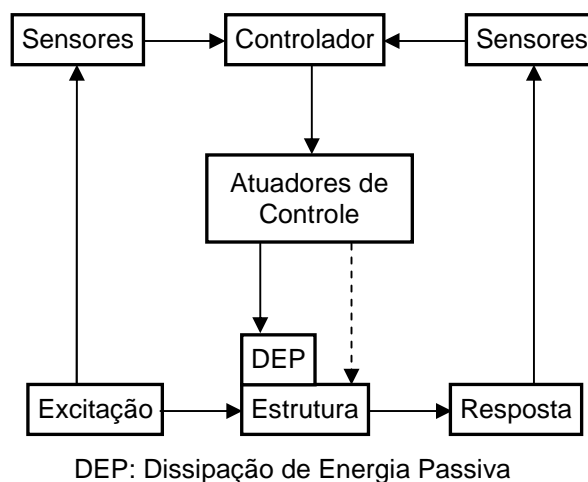 Sensores
Controlador
Sensores
Atuadores de
Controle
DEP
Excitação
Estrutura
Resposta
DEP: Dissipação de Energia Passiva